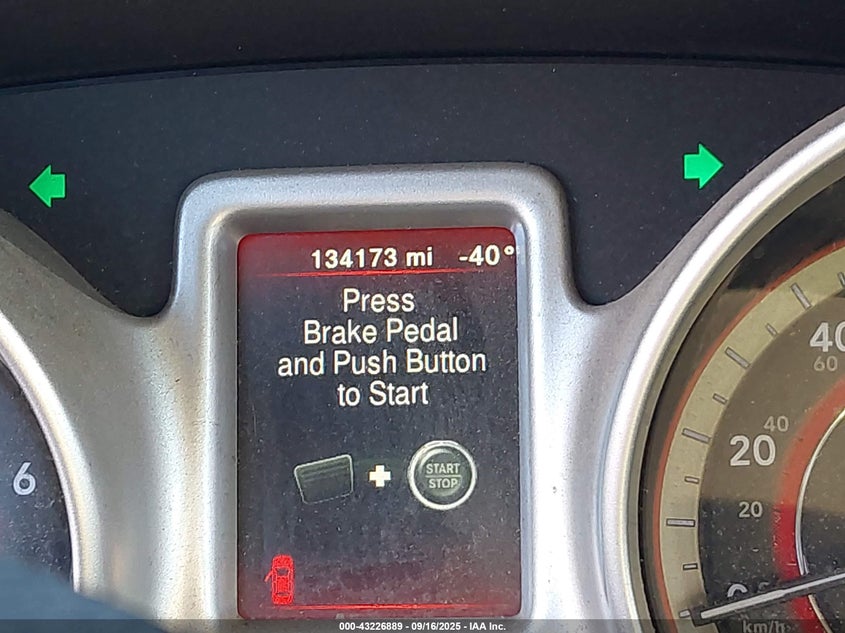 134173 mi -40°
Press
Brake Pedal
and Push Button
to Start
START
STOP
6
40
60
40
20
20
km/h
000-43226889 - 09/16/2025 - IAA Inc.